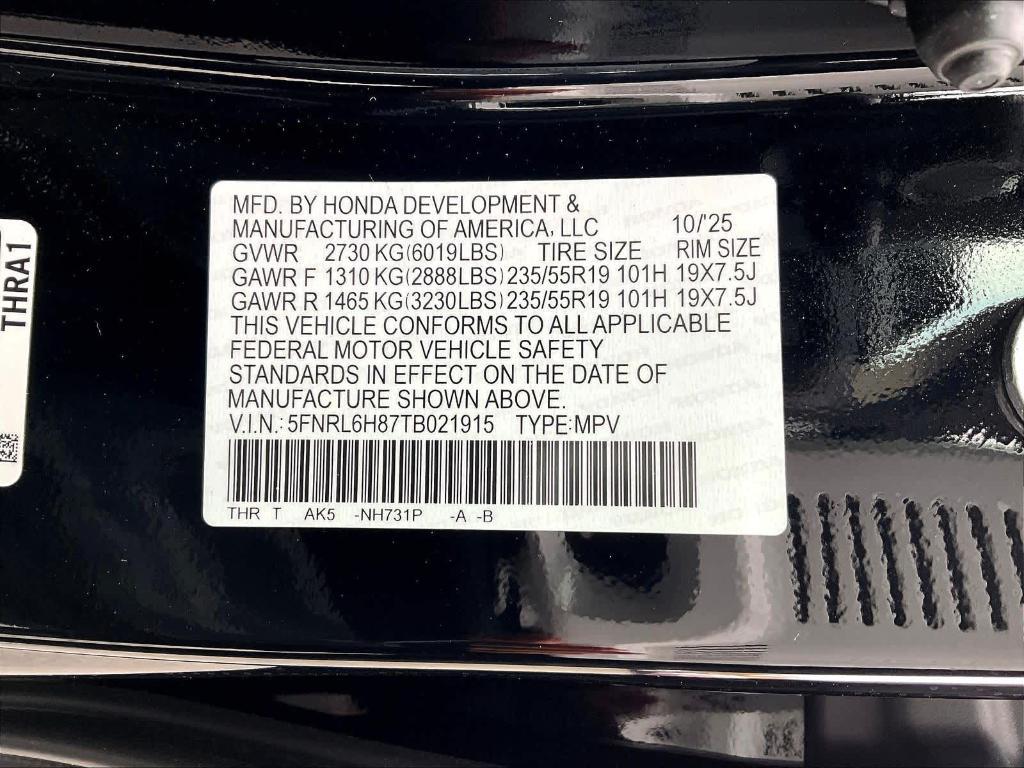 MFD. BY HONDA DEVELOPMENT &
MANUFACTURING OF AMERICA, LLC 10/'25
GVWR 2730 KG(6019LBS) TIRE SIZE RIM SIZE
GAWR F 1310 KG(2888LBS) 235/55R19 101H 19X7.5J
GAWR R 1465 KG(3230LBS) 235/55R19 101H 19X7.5J
THIS VEHICLE CONFORMS TO ALL APPLICABLE
FEDERAL MOTOR VEHICLE SAFETY
STANDARDS IN EFFECT ON THE DATE OF
MANUFACTURE SHOWN ABOVE.
V.I.N.: 5FNRL6H87TB021915 TYPE:MPV
THR T AK5 -NH731P -A -B
THRA1